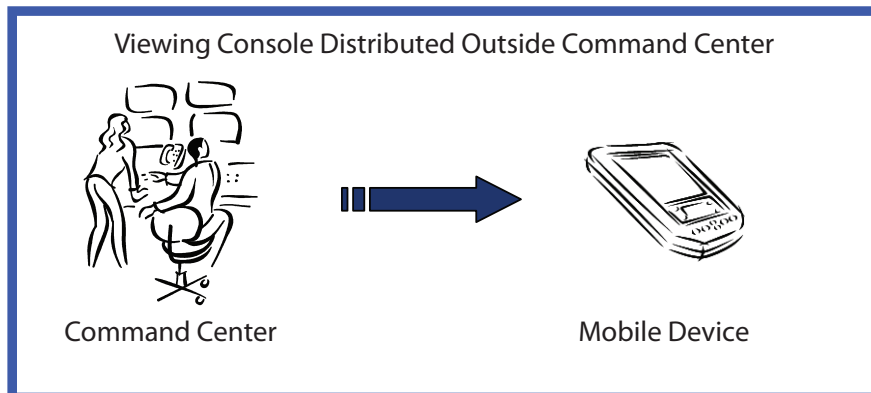 Viewing Console Distributed Outside Command Center
Command Center
Mobile Device